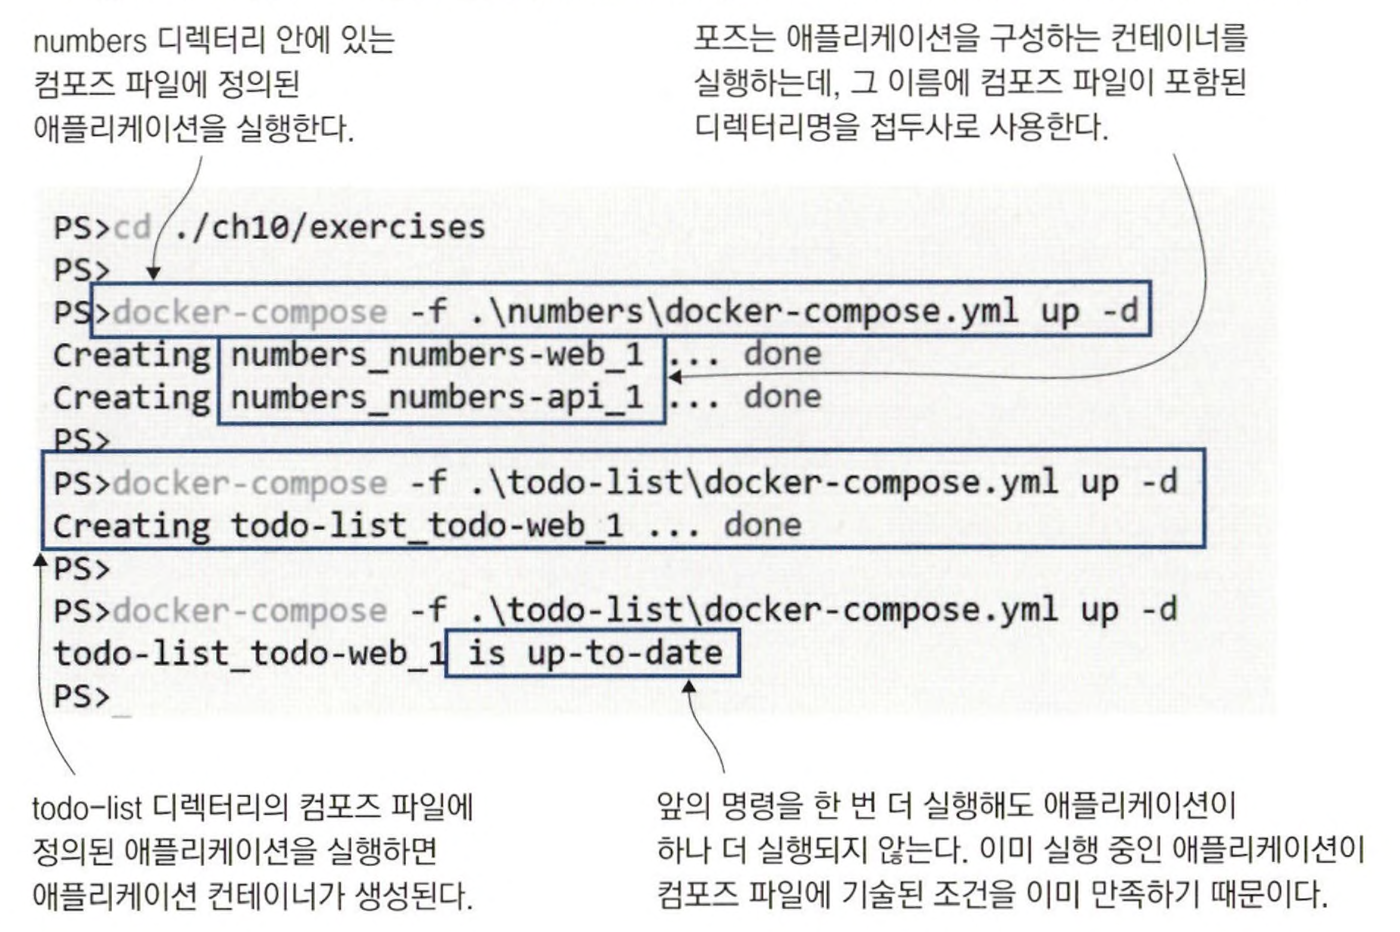 numbers 디렉터리 안에 있는
컴포즈 파일에 정의된
애플리케이션을 실행한다.
포즈는 애플리케이션을 구성하는 컨테이너를
실행하는데, 그 이름에 컴포즈 파일이 포함된
디렉터리명을 접두사로 사용한다.
PS>cd ./ch10/exercises
PS>
PS>docker-compose -f .\numbers\docker-compose.yml up -d
Creating numbers_numbers-web_1 ... done
Creating numbers_numbers-api_1 ... done
PS>
PS>docker-compose -f .\todo-list\docker-compose.yml up -d
Creating todo-list_todo-web_1 ... done
PS>
PS>docker-compose -f .\todo-list\docker-compose.yml up -d
todo-list_todo-web_1 is up-to-date
PS>_
todo-list 디렉터리의 컴포즈 파일에
정의된 애플리케이션을 실행하면
애플리케이션 컨테이너가 생성된다.
앞의 명령을 한 번 더 실행해도 애플리케이션이
하나 더 실행되지 않는다. 이미 실행 중인 애플리케이션이
컴포즈 파일에 기술된 조건을 이미 만족하기 때문이다.